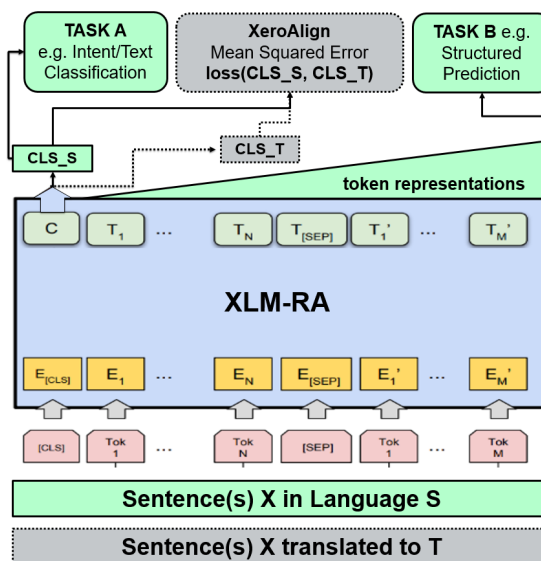 TASK A
e.g. Intent/Text
Classification
XeroAlign
Mean Squared Error
loss(CLS_S, CLS_T)
TASK B e.g.
Structured
Prediction
CLS_S
CLS_T
token representations
C T1 ... TN T[SEP] T1' ... TM'
XLM-RA
E[CLS] E1 ... EN E[SEP] E1' ... EM'
[CLS] Tok 1 ... Tok N [SEP] Tok 1 ... Tok M
Sentence(s) X in Language S
Sentence(s) X translated to T